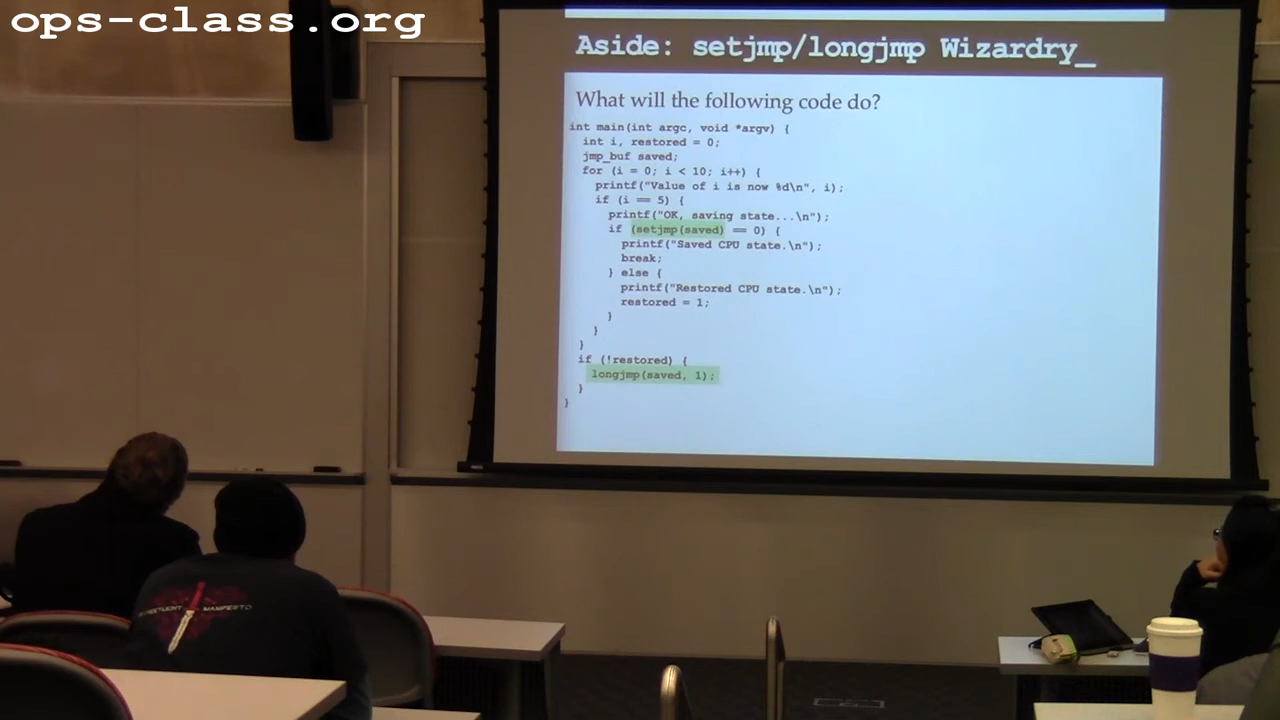 ops-class.org
Aside: setjmp/longjmp Wizardry_
What will the following code do?
int main(int argc, void *argv) {
int i, restored = 0;
jmp_buf saved;
for (i = 0; i < 10; i++) {
printf("Value of i is now %d\n", i);
if (i == 5) {
printf("OK, saving state...\n");
if (setjmp(saved) == 0) {
printf("Saved CPU state.\n");
break;
} else {
printf("Restored CPU state.\n");
restored = 1;
}
}
}
if (!restored) {
longjmp(saved, 1);
}
}
MANIFESTO